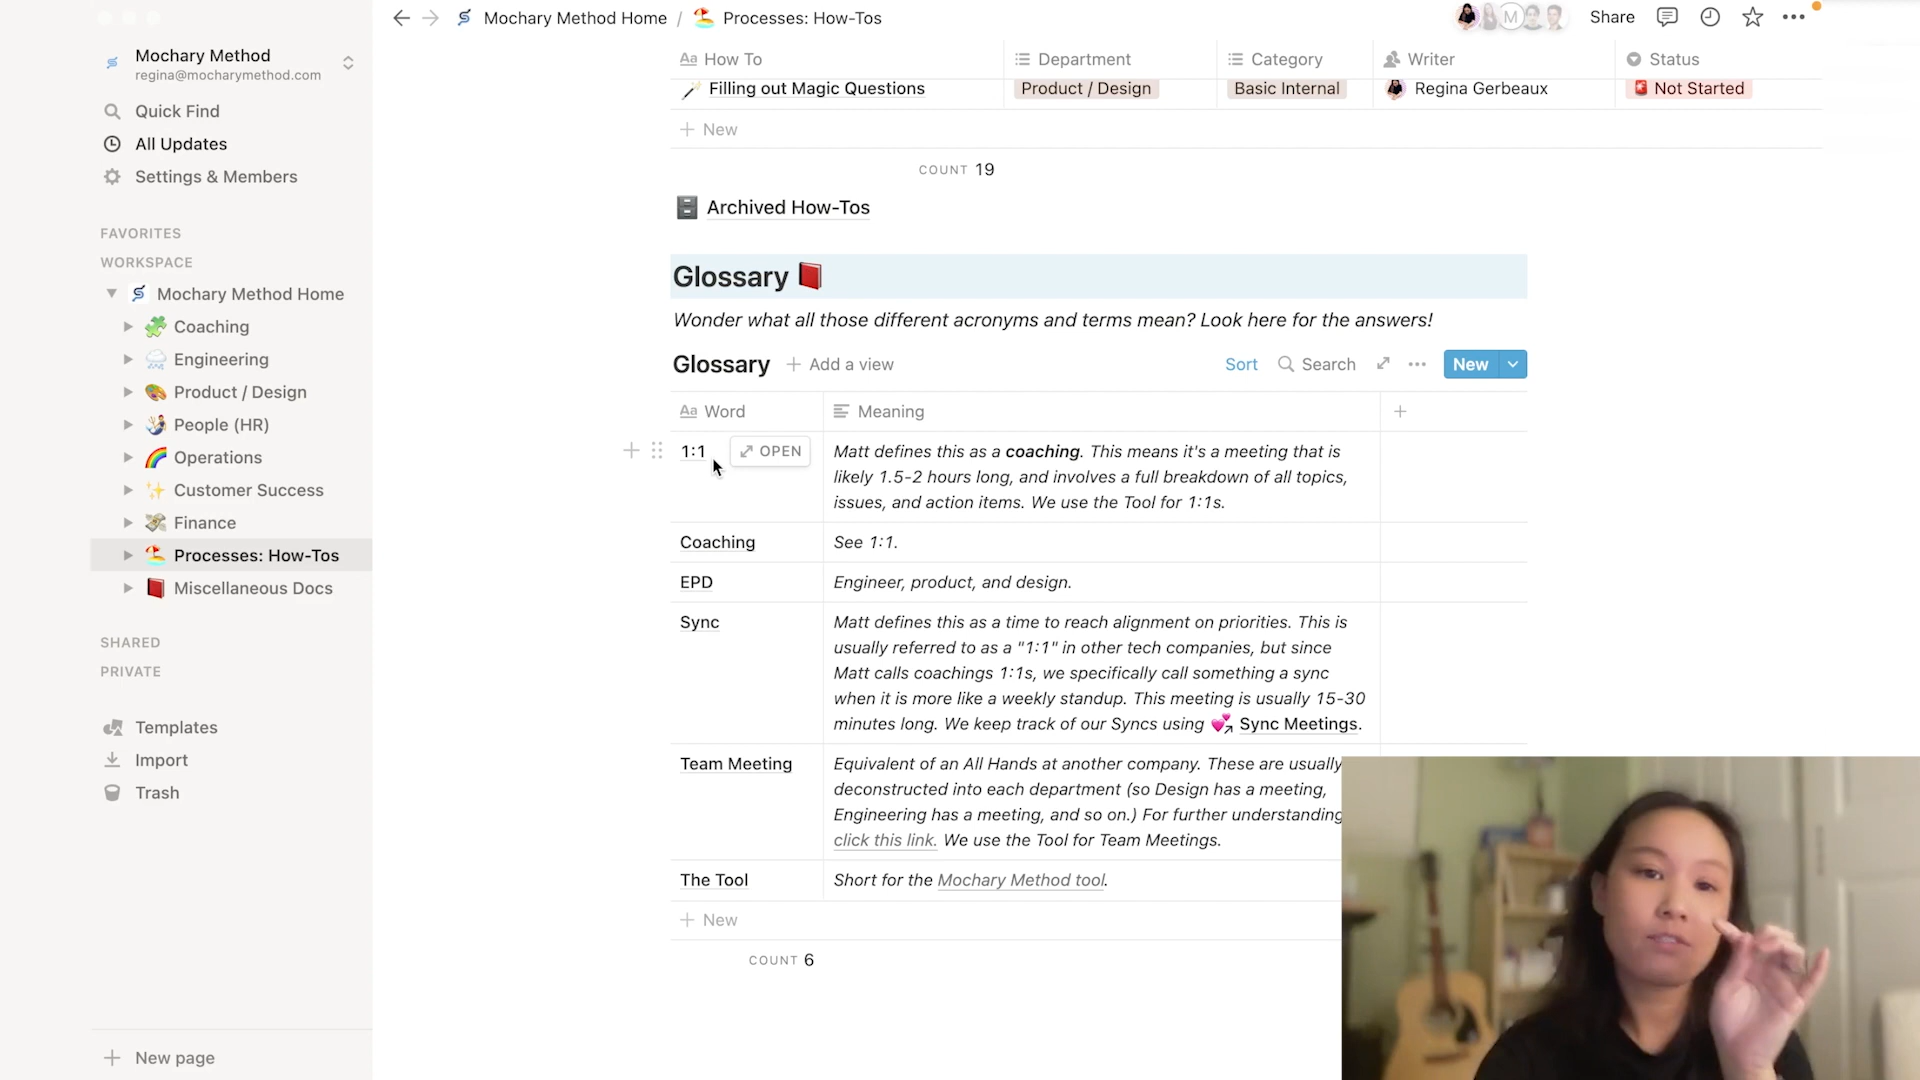 Mochary Method Home / Processes: How-Tos
M
Share
Mochary Method
regina@mocharymethod.com
Quick Find
All Updates
Settings & Members
FAVORITES
WORKSPACE
Mochary Method Home
Coaching
Engineering
Product / Design
People (HR)
Operations
Customer Success
Finance
Processes: How-Tos
Miscellaneous Docs
SHARED
PRIVATE
Templates
Import
Trash
New page
Aa How To Department Category Writer Status
Filling out Magic Questions Product / Design Basic Internal Regina Gerbeaux Not Started
+ New
COUNT 19
Archived How-Tos
Glossary
Wonder what all those different acronyms and terms mean? Look here for the answers!
Glossary + Add a view Sort Search ••• New
Aa Word Meaning +
1:1 OPEN
Matt defines this as a coaching. This means it's a meeting that is
likely 1.5-2 hours long, and involves a full breakdown of all topics,
issues, and action items. We use the Tool for 1:1s.
Coaching See 1:1.
EPD Engineer, product, and design.
Sync
Matt defines this as a time to reach alignment on priorities. This is
usually referred to as a "1:1" in other tech companies, but since
Matt calls coachings 1:1s, we specifically call something a sync
when it is more like a weekly standup. This meeting is usually 15-30
minutes long. We keep track of our Syncs using Sync Meetings.
Team Meeting
Equivalent of an All Hands at another company. These are usually
deconstructed into each department (so Design has a meeting,
Engineering has a meeting, and so on.) For further understanding
click this link. We use the Tool for Team Meetings.
The Tool Short for the Mochary Method tool.
+ New
COUNT 6